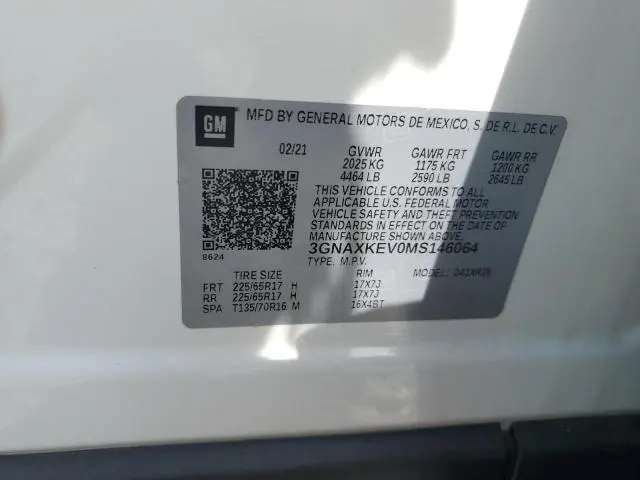 GM
MFD BY GENERAL MOTORS DE MEXICO, S. DE R.L. DE C.V.
02/21 GVWR GAWR FRT GAWR RR
2025 KG 1175 KG 1200 KG
4464 LB 2590 LB 2645 LB
THIS VEHICLE CONFORMS TO ALL
APPLICABLE U.S. FEDERAL MOTOR
VEHICLE SAFETY AND THEFT PREVENTION
STANDARDS IN EFFECT ON THE DATE OF
MANUFACTURE SHOWN ABOVE.
3GNAXKEV0MS146064
8624
TYPE: M.P.V. MODEL:
TIRE SIZE RIM
FRT 225/65R17 H 17X7J
RR 225/65R17 H 17X7J
SPA T135/70R16 M 16X4BT